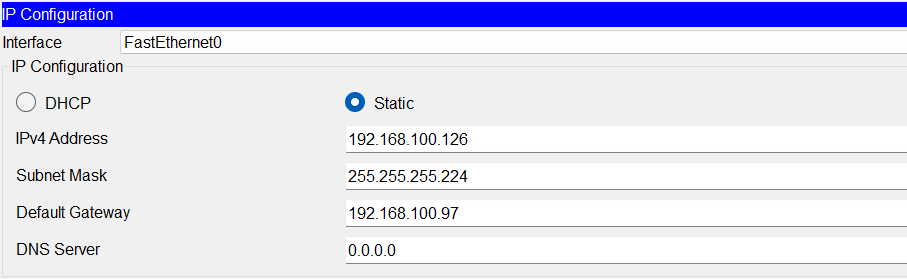 IP Configuration
Interface FastEthernet0
IP Configuration
DHCP Static
IPv4 Address 192.168.100.126
Subnet Mask 255.255.255.224
Default Gateway 192.168.100.97
DNS Server 0.0.0.0